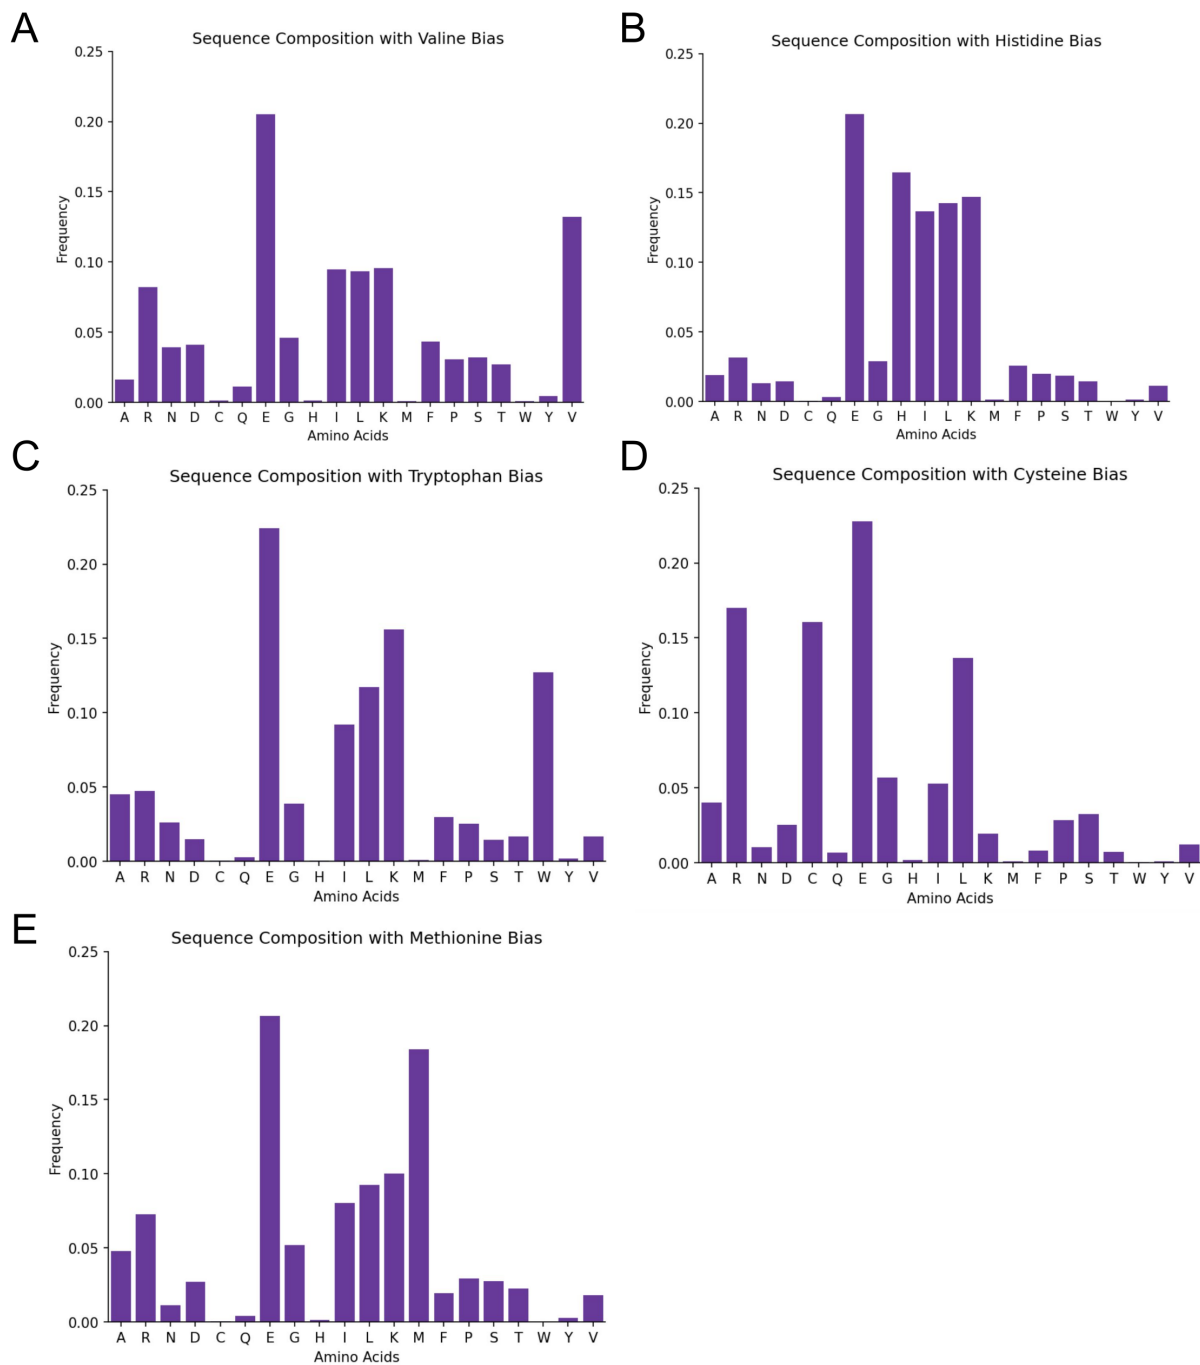 A
Sequence Composition with Valine Bias
0.25
0.20
0.15
0.10
0.05
0.00
Frequency
A R N D C Q E G H I L K M F P S T W Y V
Amino Acids
B
Sequence Composition with Histidine Bias
0.25
0.20
0.15
0.10
0.05
0.00
Frequency
A R N D C Q E G H I L K M F P S T W Y V
Amino Acids
C
Sequence Composition with Tryptophan Bias
0.25
0.20
0.15
0.10
0.05
0.00
Frequency
A R N D C Q E G H I L K M F P S T W Y V
Amino Acids
D
Sequence Composition with Cysteine Bias
0.25
0.20
0.15
0.10
0.05
0.00
Frequency
A R N D C Q E G H I L K M F P S T W Y V
Amino Acids
E
Sequence Composition with Methionine Bias
0.25
0.20
0.15
0.10
0.05
0.00
Frequency
A R N D C Q E G H I L K M F P S T W Y V
Amino Acids